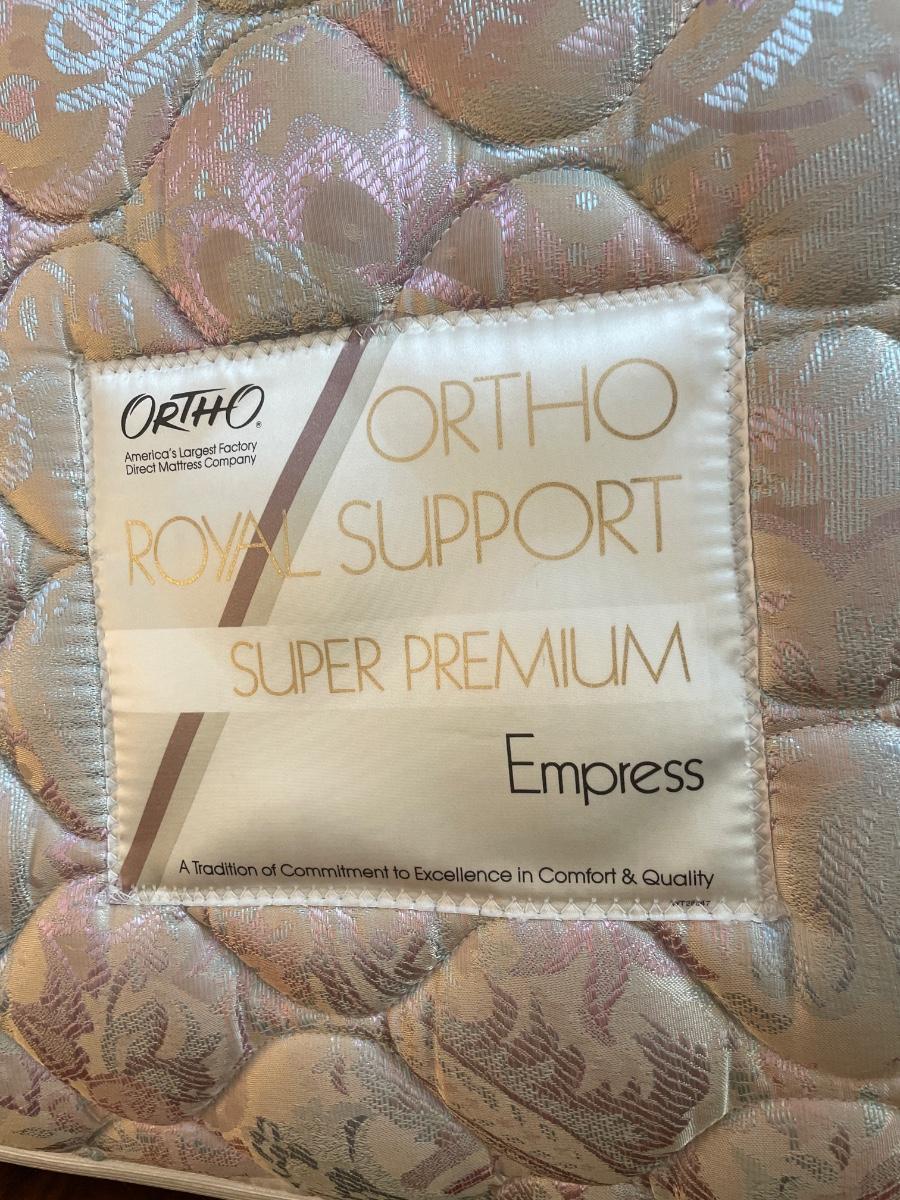 ORTHO®
America's Largest Factory
Direct Mattress Company
ORTHO
ROYAL SUPPORT
SUPER PREMIUM
Empress
A Tradition of Commitment to Excellence in Comfort & Quality